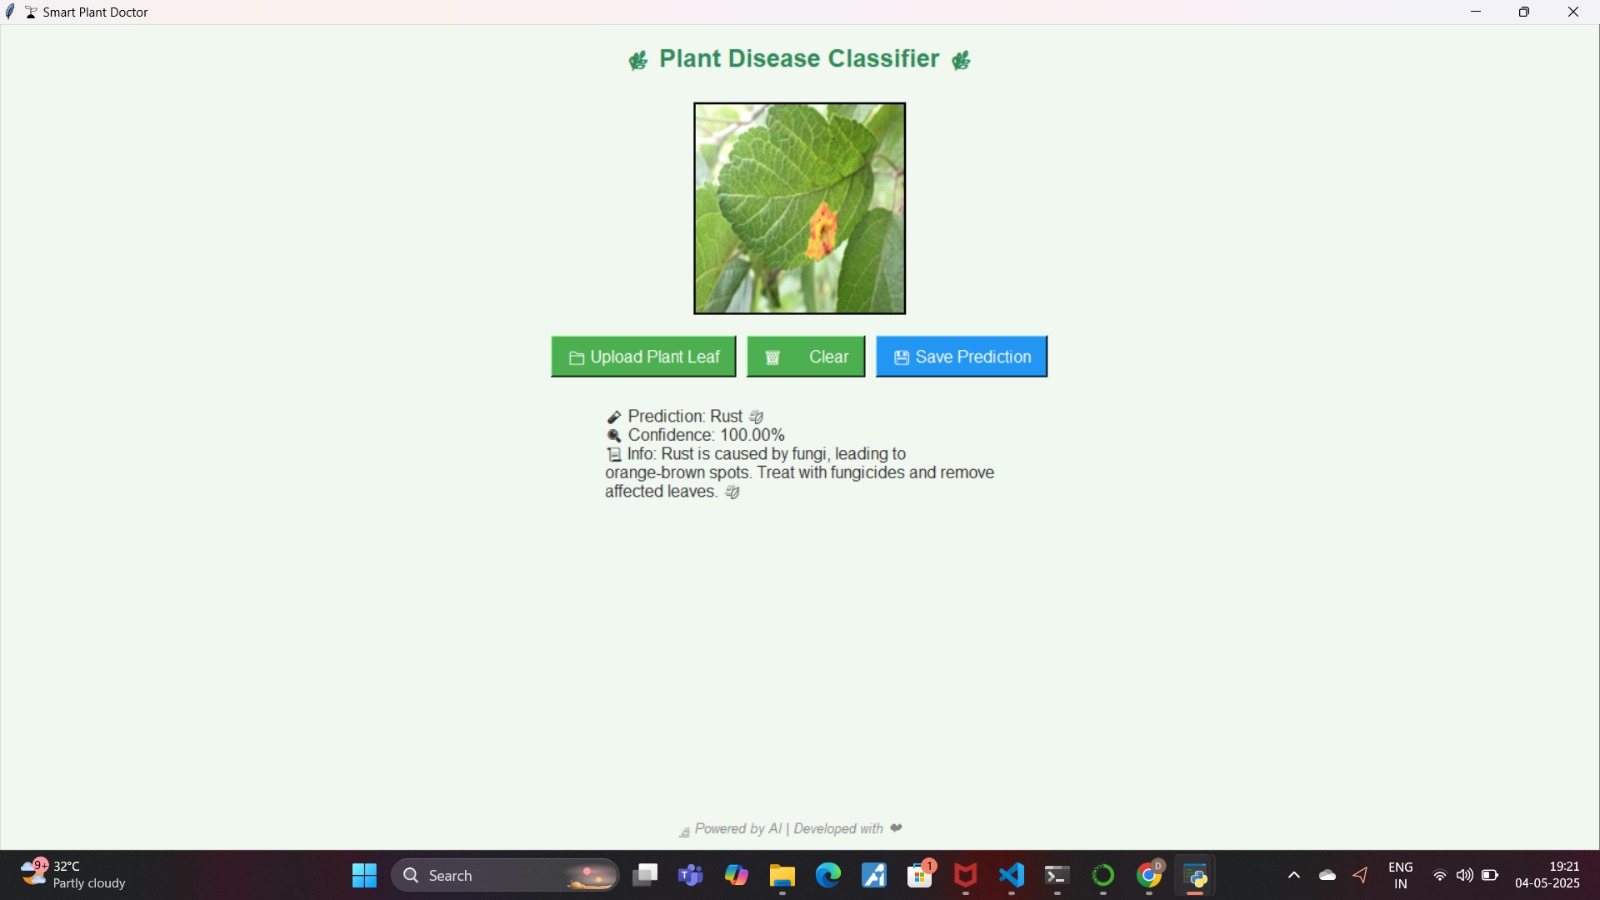 Smart Plant Doctor
Plant Disease Classifier
Upload Plant Leaf
Clear
Save Prediction
Prediction: Rust
Confidence: 100.00%
Info: Rust is caused by fungi, leading to
orange-brown spots. Treat with fungicides and remove
affected leaves.
Powered by AI | Developed with ❤
9+
32°C
Partly cloudy
Search
1
D
ENG
IN
19:21
04-05-2025